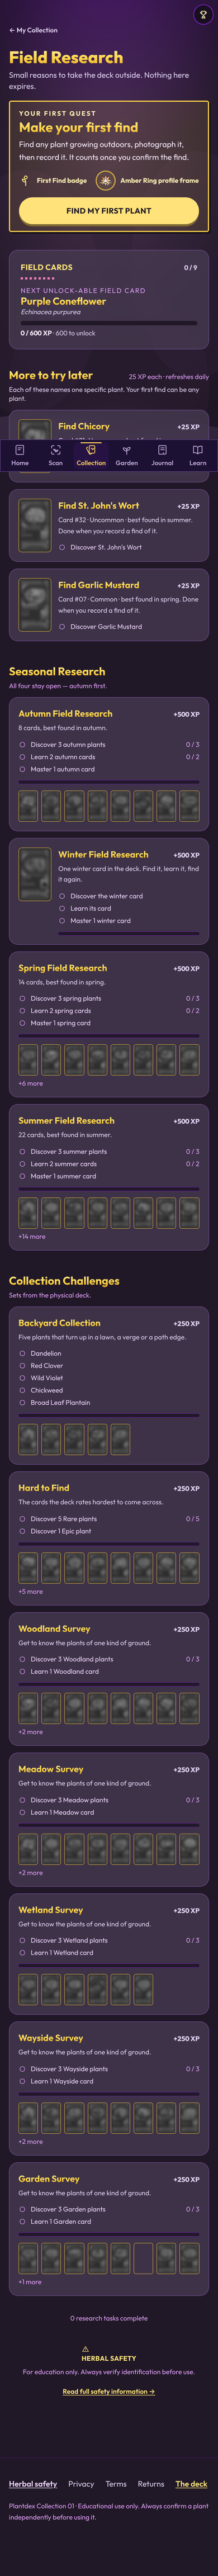 ← My Collection
Field Research
Small reasons to take the deck outside. Nothing here
expires.
YOUR FIRST QUEST
Make your first find
Find any plant growing outdoors, photograph it,
then record it. It counts once you confirm the find.
First Find badge
Amber Ring profile frame
FIND MY FIRST PLANT
FIELD CARDS 0 / 9
NEXT UNLOCK-ABLE FIELD CARD
Purple Coneflower
Echinacea purpurea
0 / 600 XP · 600 to unlock
More to try later 25 XP each · refreshes daily
Each of these names one specific plant. Your first find can be any
plant.
Find Chicory +25 XP
Home Scan Collection Garden Journal Learn
Find St. John's Wort +25 XP
Card #32 · Uncommon · best found in summer.
Done when you record a find of it.
Discover St. John's Wort
Find Garlic Mustard +25 XP
Card #07 · Common · best found in spring. Done
when you record a find of it.
Discover Garlic Mustard
Seasonal Research
All four stay open — autumn first.
Autumn Field Research +500 XP
8 cards, best found in autumn.
Discover 3 autumn plants 0 / 3
Learn 2 autumn cards 0 / 2
Master 1 autumn card
Winter Field Research +500 XP
One winter card in the deck. Find it, learn it, find
it again.
Discover the winter card
Learn its card
Master 1 winter card
Spring Field Research +500 XP
14 cards, best found in spring.
Discover 3 spring plants 0 / 3
Learn 2 spring cards 0 / 2
Master 1 spring card
+6 more
Summer Field Research +500 XP
22 cards, best found in summer.
Discover 3 summer plants 0 / 3
Learn 2 summer cards 0 / 2
Master 1 summer card
+14 more
Collection Challenges
Sets from the physical deck.
Backyard Collection +250 XP
Five plants that turn up in a lawn, a verge or a path edge.
Dandelion
Red Clover
Wild Violet
Chickweed
Broad Leaf Plantain
Hard to Find +250 XP
The cards the deck rates hardest to come across.
Discover 5 Rare plants 0 / 5
Discover 1 Epic plant
+5 more
Woodland Survey +250 XP
Get to know the plants of one kind of ground.
Discover 3 Woodland plants 0 / 3
Learn 1 Woodland card
+2 more
Meadow Survey +250 XP
Get to know the plants of one kind of ground.
Discover 3 Meadow plants 0 / 3
Learn 1 Meadow card
+2 more
Wetland Survey +250 XP
Get to know the plants of one kind of ground.
Discover 3 Wetland plants 0 / 3
Learn 1 Wetland card
Wayside Survey +250 XP
Get to know the plants of one kind of ground.
Discover 3 Wayside plants 0 / 3
Learn 1 Wayside card
+2 more
Garden Survey +250 XP
Get to know the plants of one kind of ground.
Discover 3 Garden plants 0 / 3
Learn 1 Garden card
+1 more
0 research tasks complete
HERBAL SAFETY
For education only. Always verify identification before use.
Read full safety information →
Herbal safety Privacy Terms Returns The deck
Plantdex Collection 01 · Educational use only. Always confirm a plant
independently before using it.